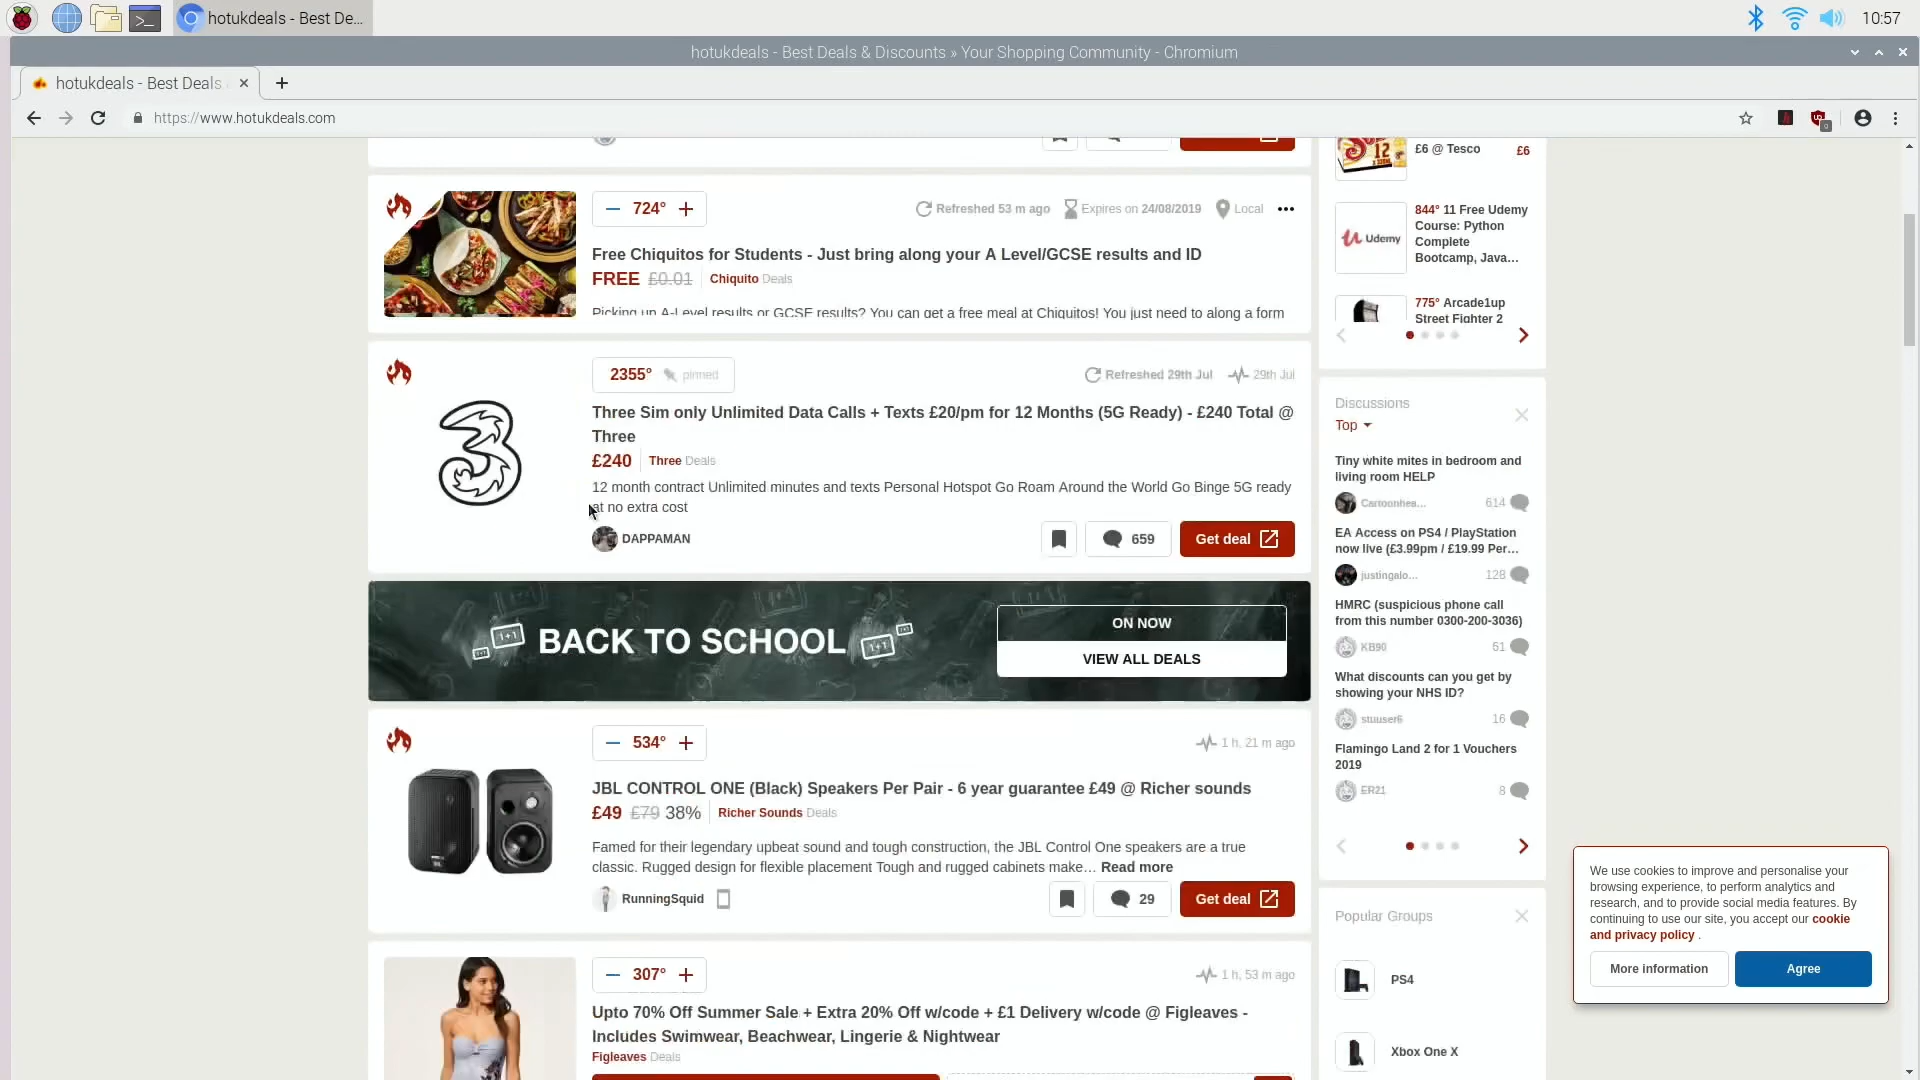 hotukdeals - Best De...
10:57
hotukdeals - Best Deals & Discounts » Your Shopping Community - Chromium
hotukdeals - Best Deals
https://www.hotukdeals.com
724°
Refreshed 53 m ago
Expires on 24/08/2019
Local
Free Chiquitos for Students - Just bring along your A Level/GCSE results and ID
FREE £0.01 Chiquito Deals
Picking up A-Level results or GCSE results? You can get a free meal at Chiquitos! You just need to along a form
2355° pinned
Refreshed 29th Jul
29th Jul
Three Sim only Unlimited Data Calls + Texts £20/pm for 12 Months (5G Ready) - £240 Total @
Three
£240 Three Deals
12 month contract Unlimited minutes and texts Personal Hotspot Go Roam Around the World Go Binge 5G ready
at no extra cost
DAPPAMAN
659
Get deal
1+1
BACK TO SCHOOL
1+1
ON NOW
VIEW ALL DEALS
534°
1 h, 21 m ago
JBL CONTROL ONE (Black) Speakers Per Pair - 6 year guarantee £49 @ Richer sounds
£49 £79 38% Richer Sounds Deals
Famed for their legendary upbeat sound and tough construction, the JBL Control One speakers are a true
classic. Rugged design for flexible placement Tough and rugged cabinets make… Read more
RunningSquid
29
Get deal
307°
1 h, 53 m ago
Upto 70% Off Summer Sale + Extra 20% Off w/code + £1 Delivery w/code @ Figleaves -
Includes Swimwear, Beachwear, Lingerie & Nightwear
Figleaves Deals
12
£6 @ Tesco
£6
Udemy
844° 11 Free Udemy
Course: Python
Complete
Bootcamp, Java…
775° Arcade1up
Street Fighter 2
Discussions
Top
Tiny white mites in bedroom and
living room HELP
Cartoonhea…
614
EA Access on PS4 / PlayStation
now live (£3.99pm / £19.99 Per…
justingalo…
128
HMRC (suspicious phone call
from this number 0300-200-3036)
KB90
61
What discounts can you get by
showing your NHS ID?
stuuser6
16
Flamingo Land 2 for 1 Vouchers
2019
ER21
8
Popular Groups
PS4
Xbox One X
We use cookies to improve and personalise your
browsing experience, to perform analytics and
research, and to provide social media features. By
continuing to use our site, you accept our cookie
and privacy policy .
More information
Agree